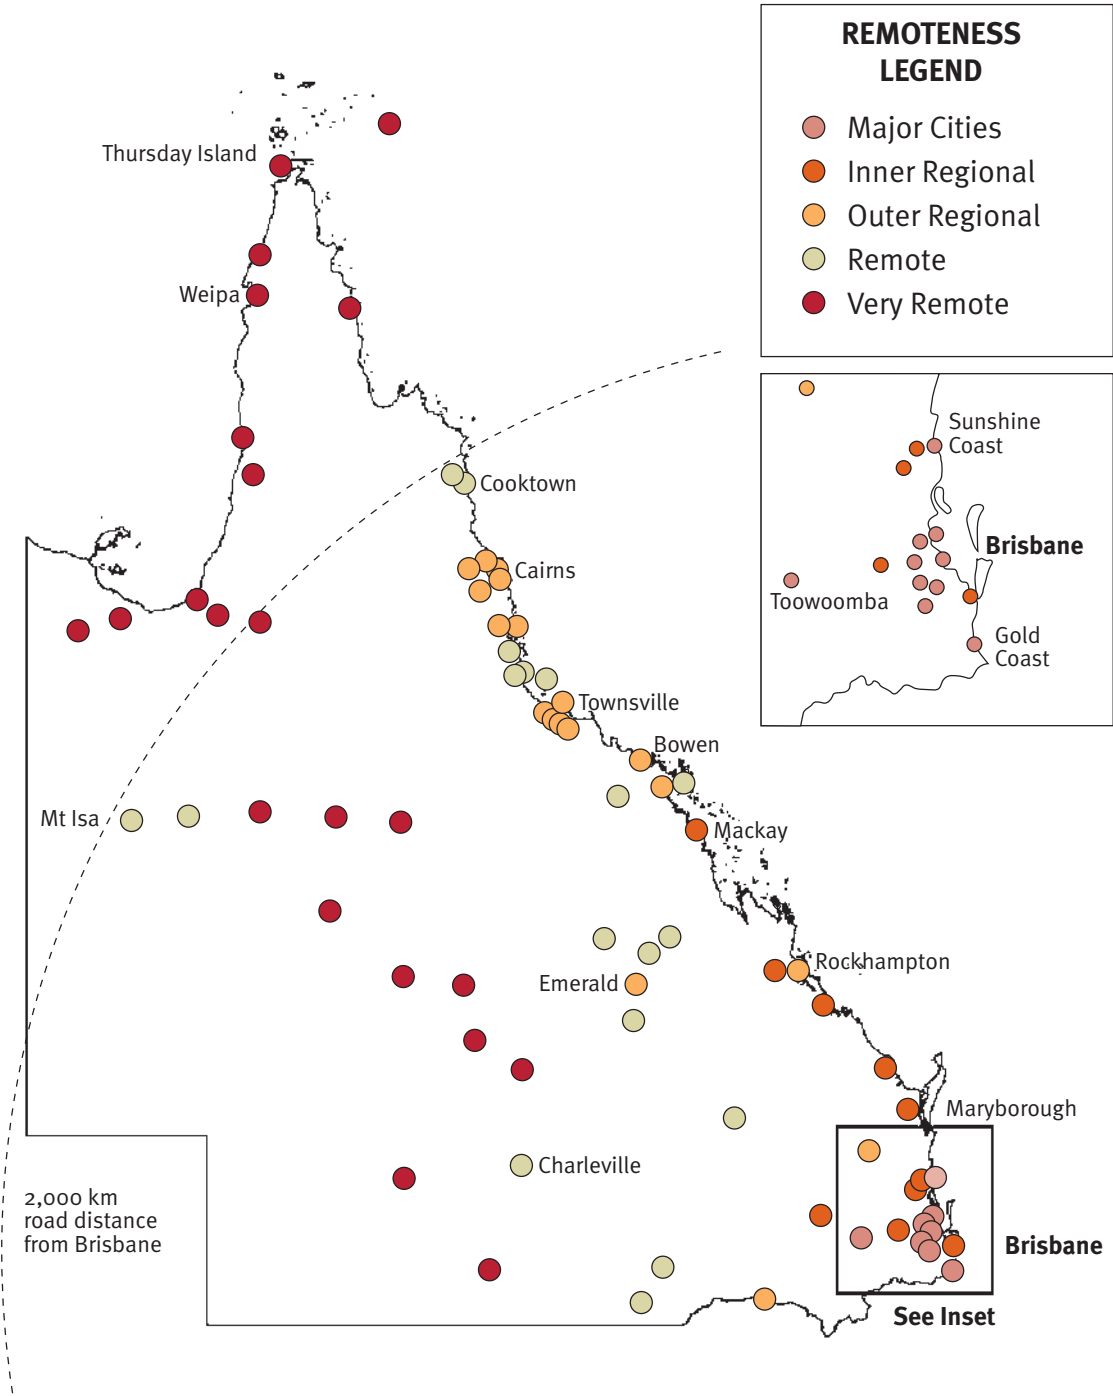 REMOTENESS
LEGEND
Major Cities
Inner Regional
Outer Regional
Remote
Very Remote
Thursday Island
Weipa
Cooktown
Cairns
Townsville
Bowen
Mt Isa
Mackay
Rockhampton
Emerald
Maryborough
Charleville
2,000 km
road distance
from Brisbane
Brisbane
See Inset
Sunshine
Coast
Brisbane
Toowoomba
Gold
Coast